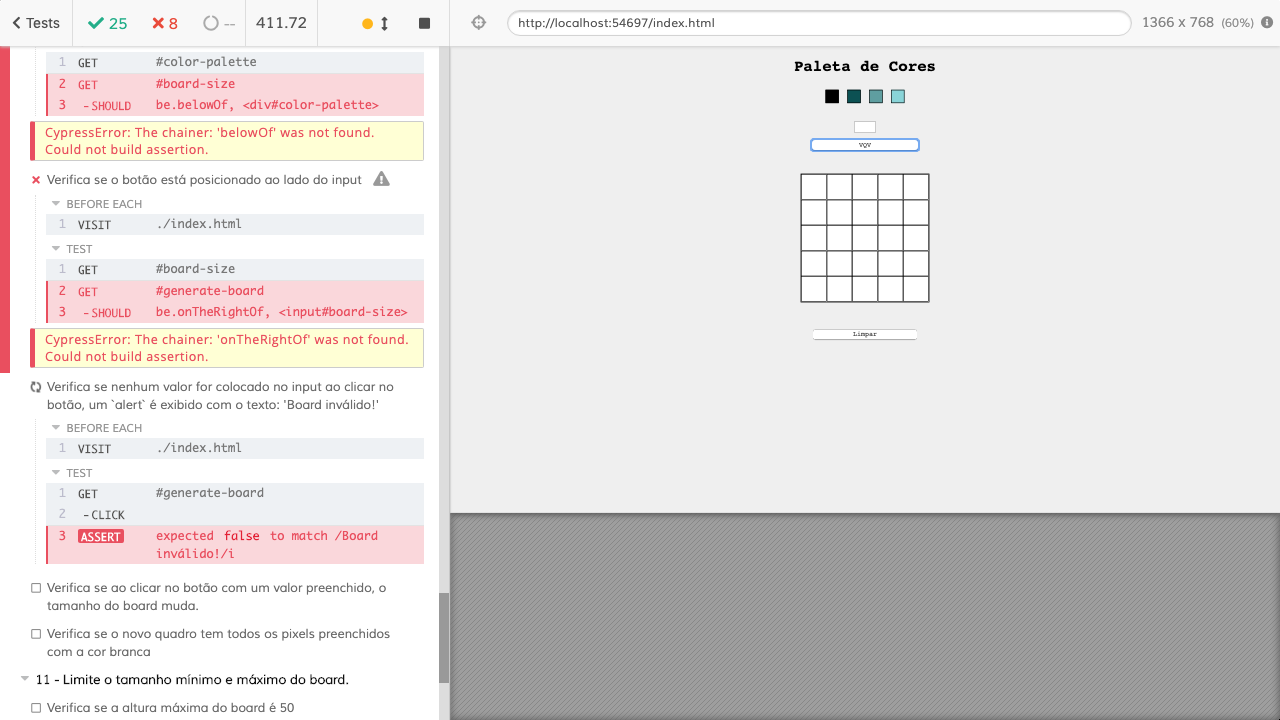 Tests 25 8 -- 411.72
http://localhost:54697/index.html 1366 x 768 (60%)
1 GET #color-palette
2 GET #board-size
3 -SHOULD be.belowOf, <div#color-palette>
CypressError: The chainer: 'belowOf' was not found.
Could not build assertion.
Verifica se o botão está posicionado ao lado do input
BEFORE EACH
1 VISIT ./index.html
TEST
1 GET #board-size
2 GET #generate-board
3 -SHOULD be.onTheRightOf, <input#board-size>
CypressError: The chainer: 'onTheRightOf' was not found.
Could not build assertion.
Verifica se nenhum valor for colocado no input ao clicar no
botão, um `alert` é exibido com o texto: 'Board inválido!'
BEFORE EACH
1 VISIT ./index.html
TEST
1 GET #generate-board
2 -CLICK
3 ASSERT expected false to match /Board
inválido!/i
Verifica se ao clicar no botão com um valor preenchido, o
tamanho do board muda.
Verifica se o novo quadro tem todos os pixels preenchidos
com a cor branca
11 - Limite o tamanho mínimo e máximo do board.
Verifica se a altura máxima do board é 50
Paleta de Cores
VQV
Limpar